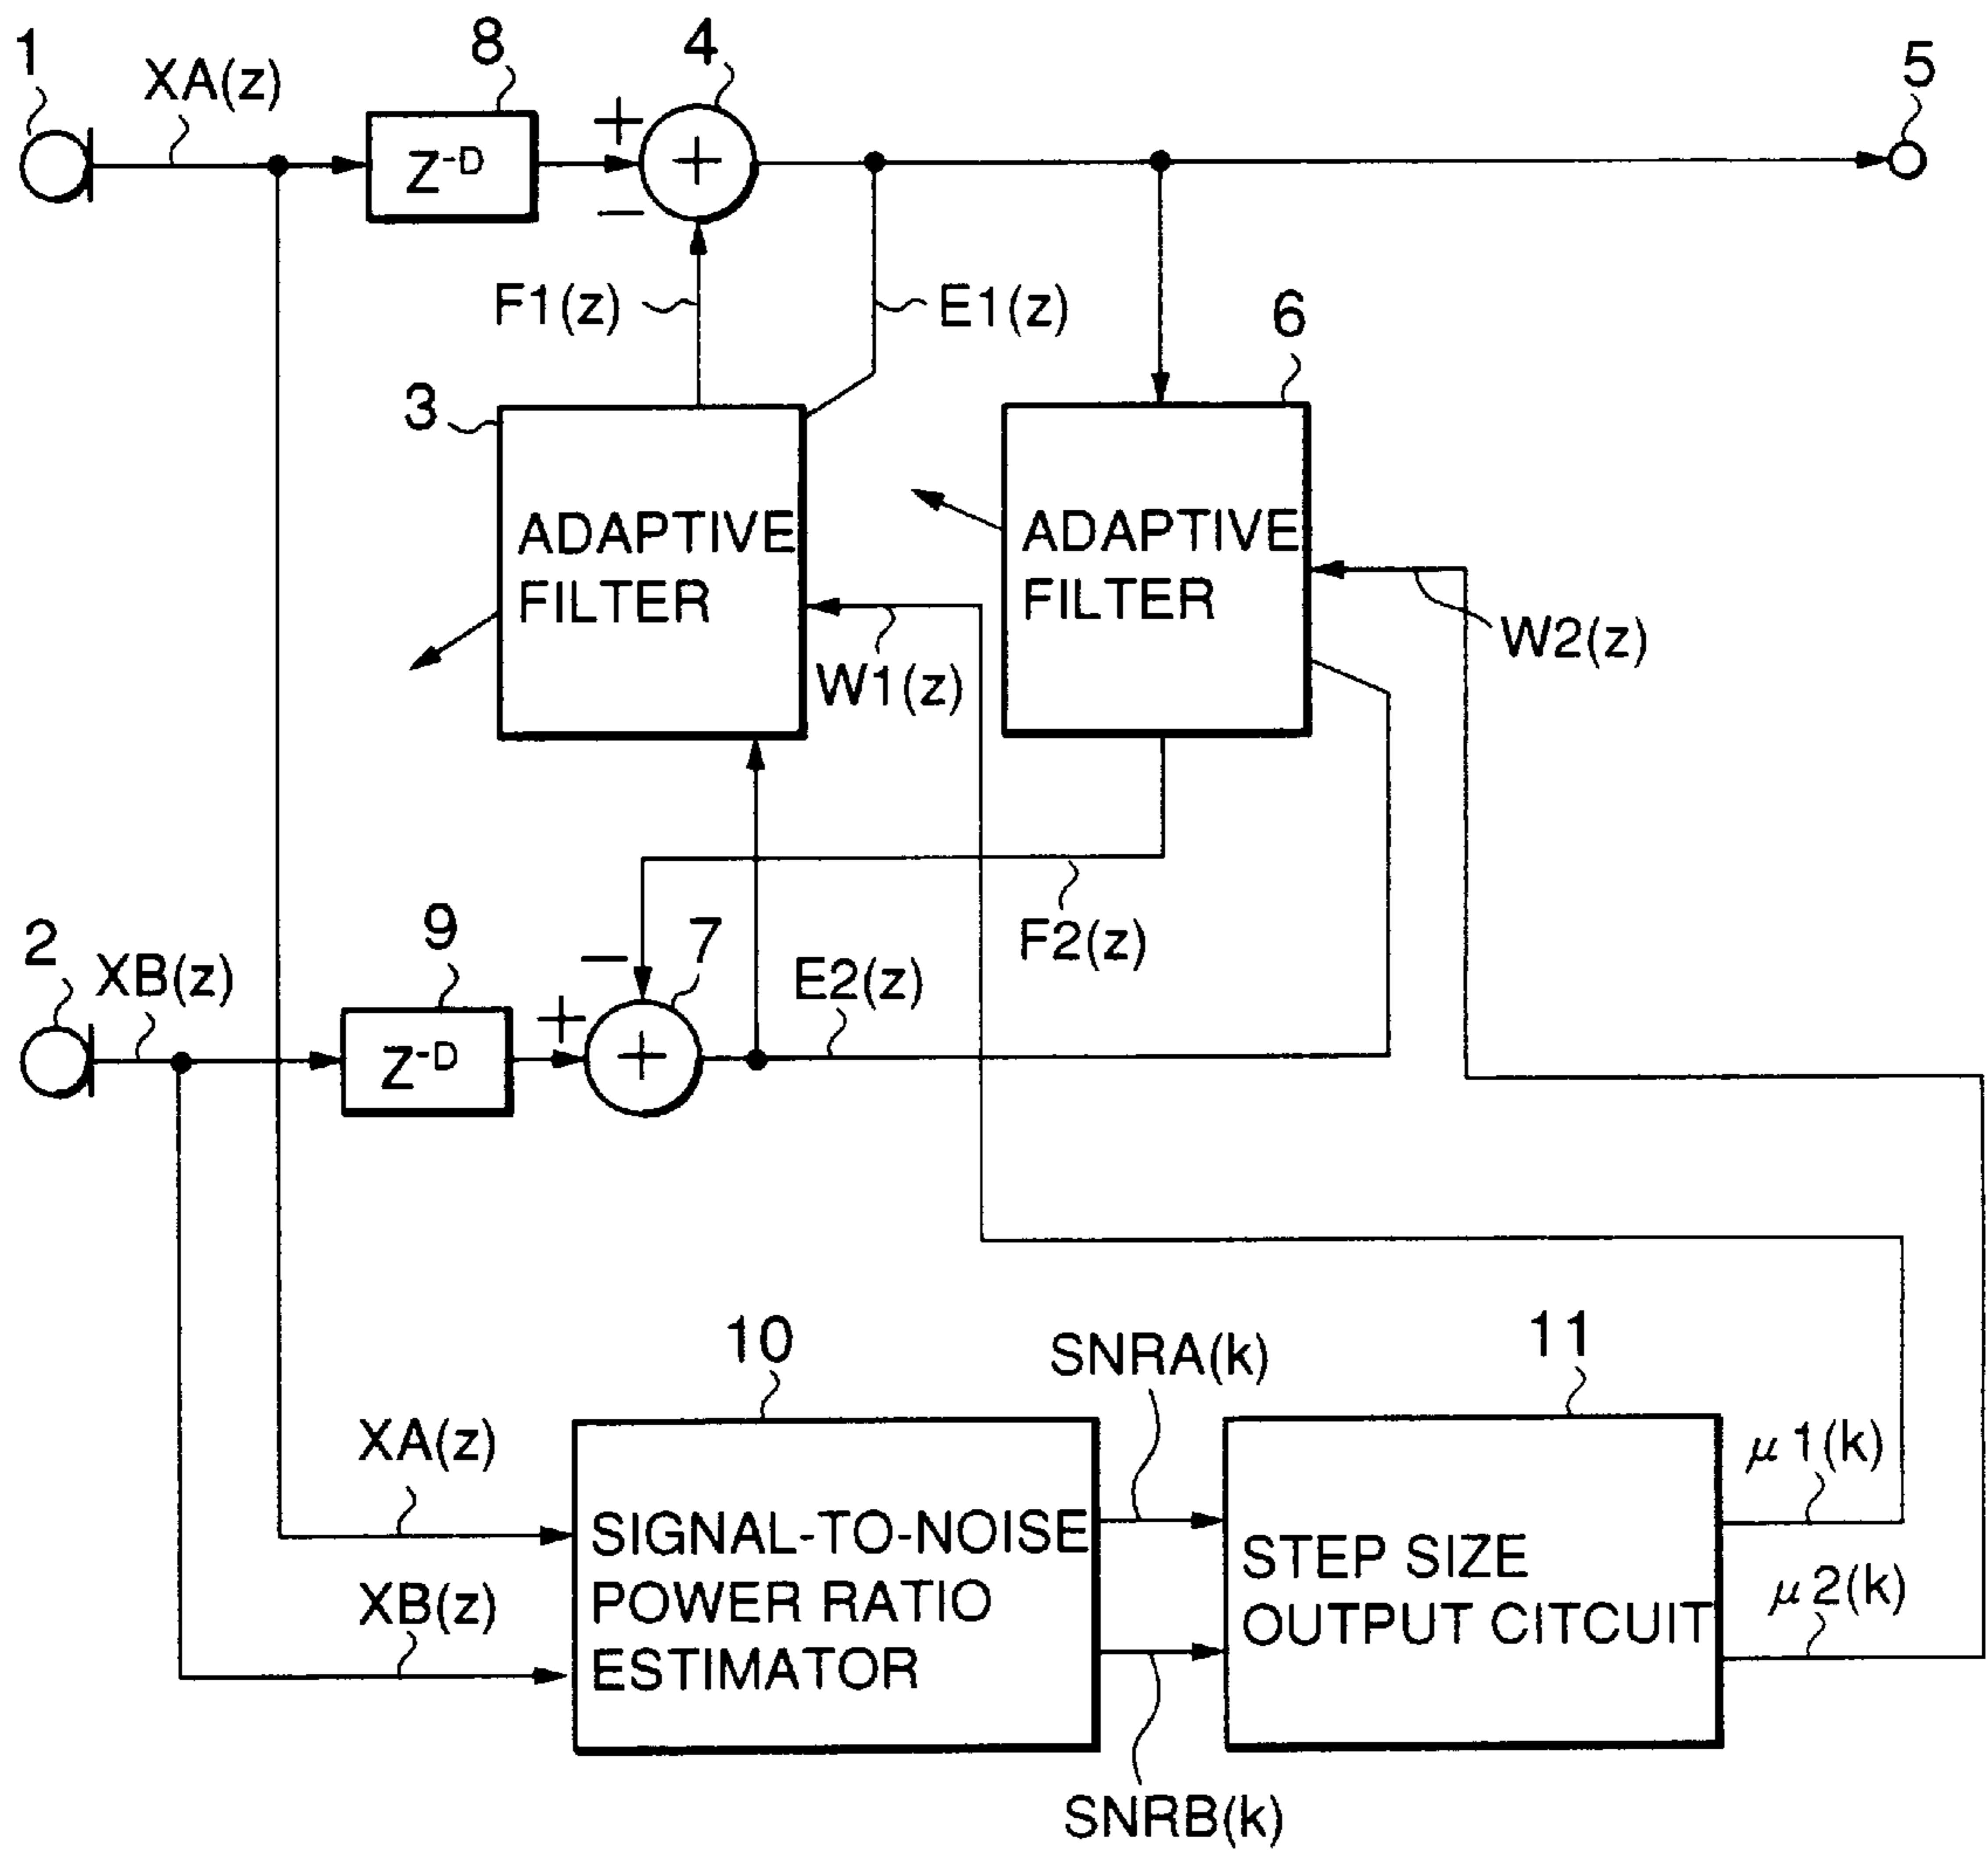 1
XA(z)
8
4
5
+
Z-D
+
−
F1(z)
E1(z)
6
3
ADAPTIVE
FILTER
ADAPTIVE
FILTER
W1(z)
W2(z)
2
XB(z)
9
7
F2(z)
−
E2(z)
+
Z-D
+
10
SNRA(k)
11
XA(z)
μ1(k)
SIGNAL-TO-NOISE
POWER RATIO
ESTIMATOR
STEP SIZE
OUTPUT CITCUIT
XB(z)
μ2(k)
SNRB(k)